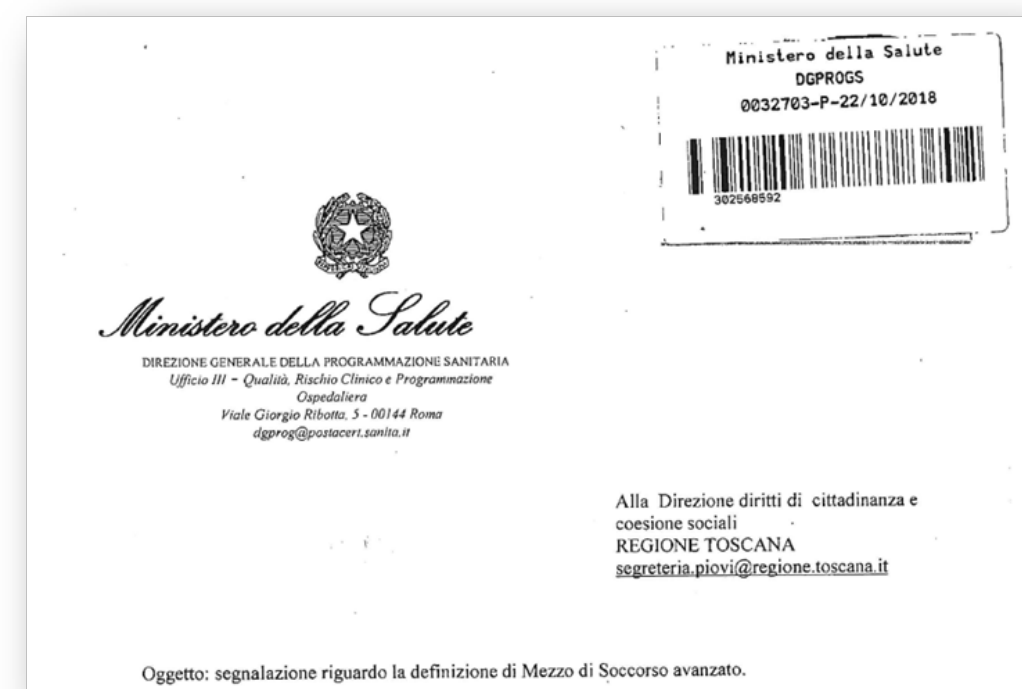 Ministero della Salute
DGPROGS
0032703-P-22/10/2018
302568592
Ministero della Salute
DIREZIONE GENERALE DELLA PROGRAMMAZIONE SANITARIA
Ufficio III - Qualità, Rischio Clinico e Programmazione
Ospedaliera
Viale Giorgio Ribotta, 5 - 00144 Roma
dgprog@postacert.sanita.it
Alla Direzione diritti di cittadinanza e
coesione sociali
REGIONE TOSCANA
segreteria.piovi@regione.toscana.it
Oggetto: segnalazione riguardo la definizione di Mezzo di Soccorso avanzato.